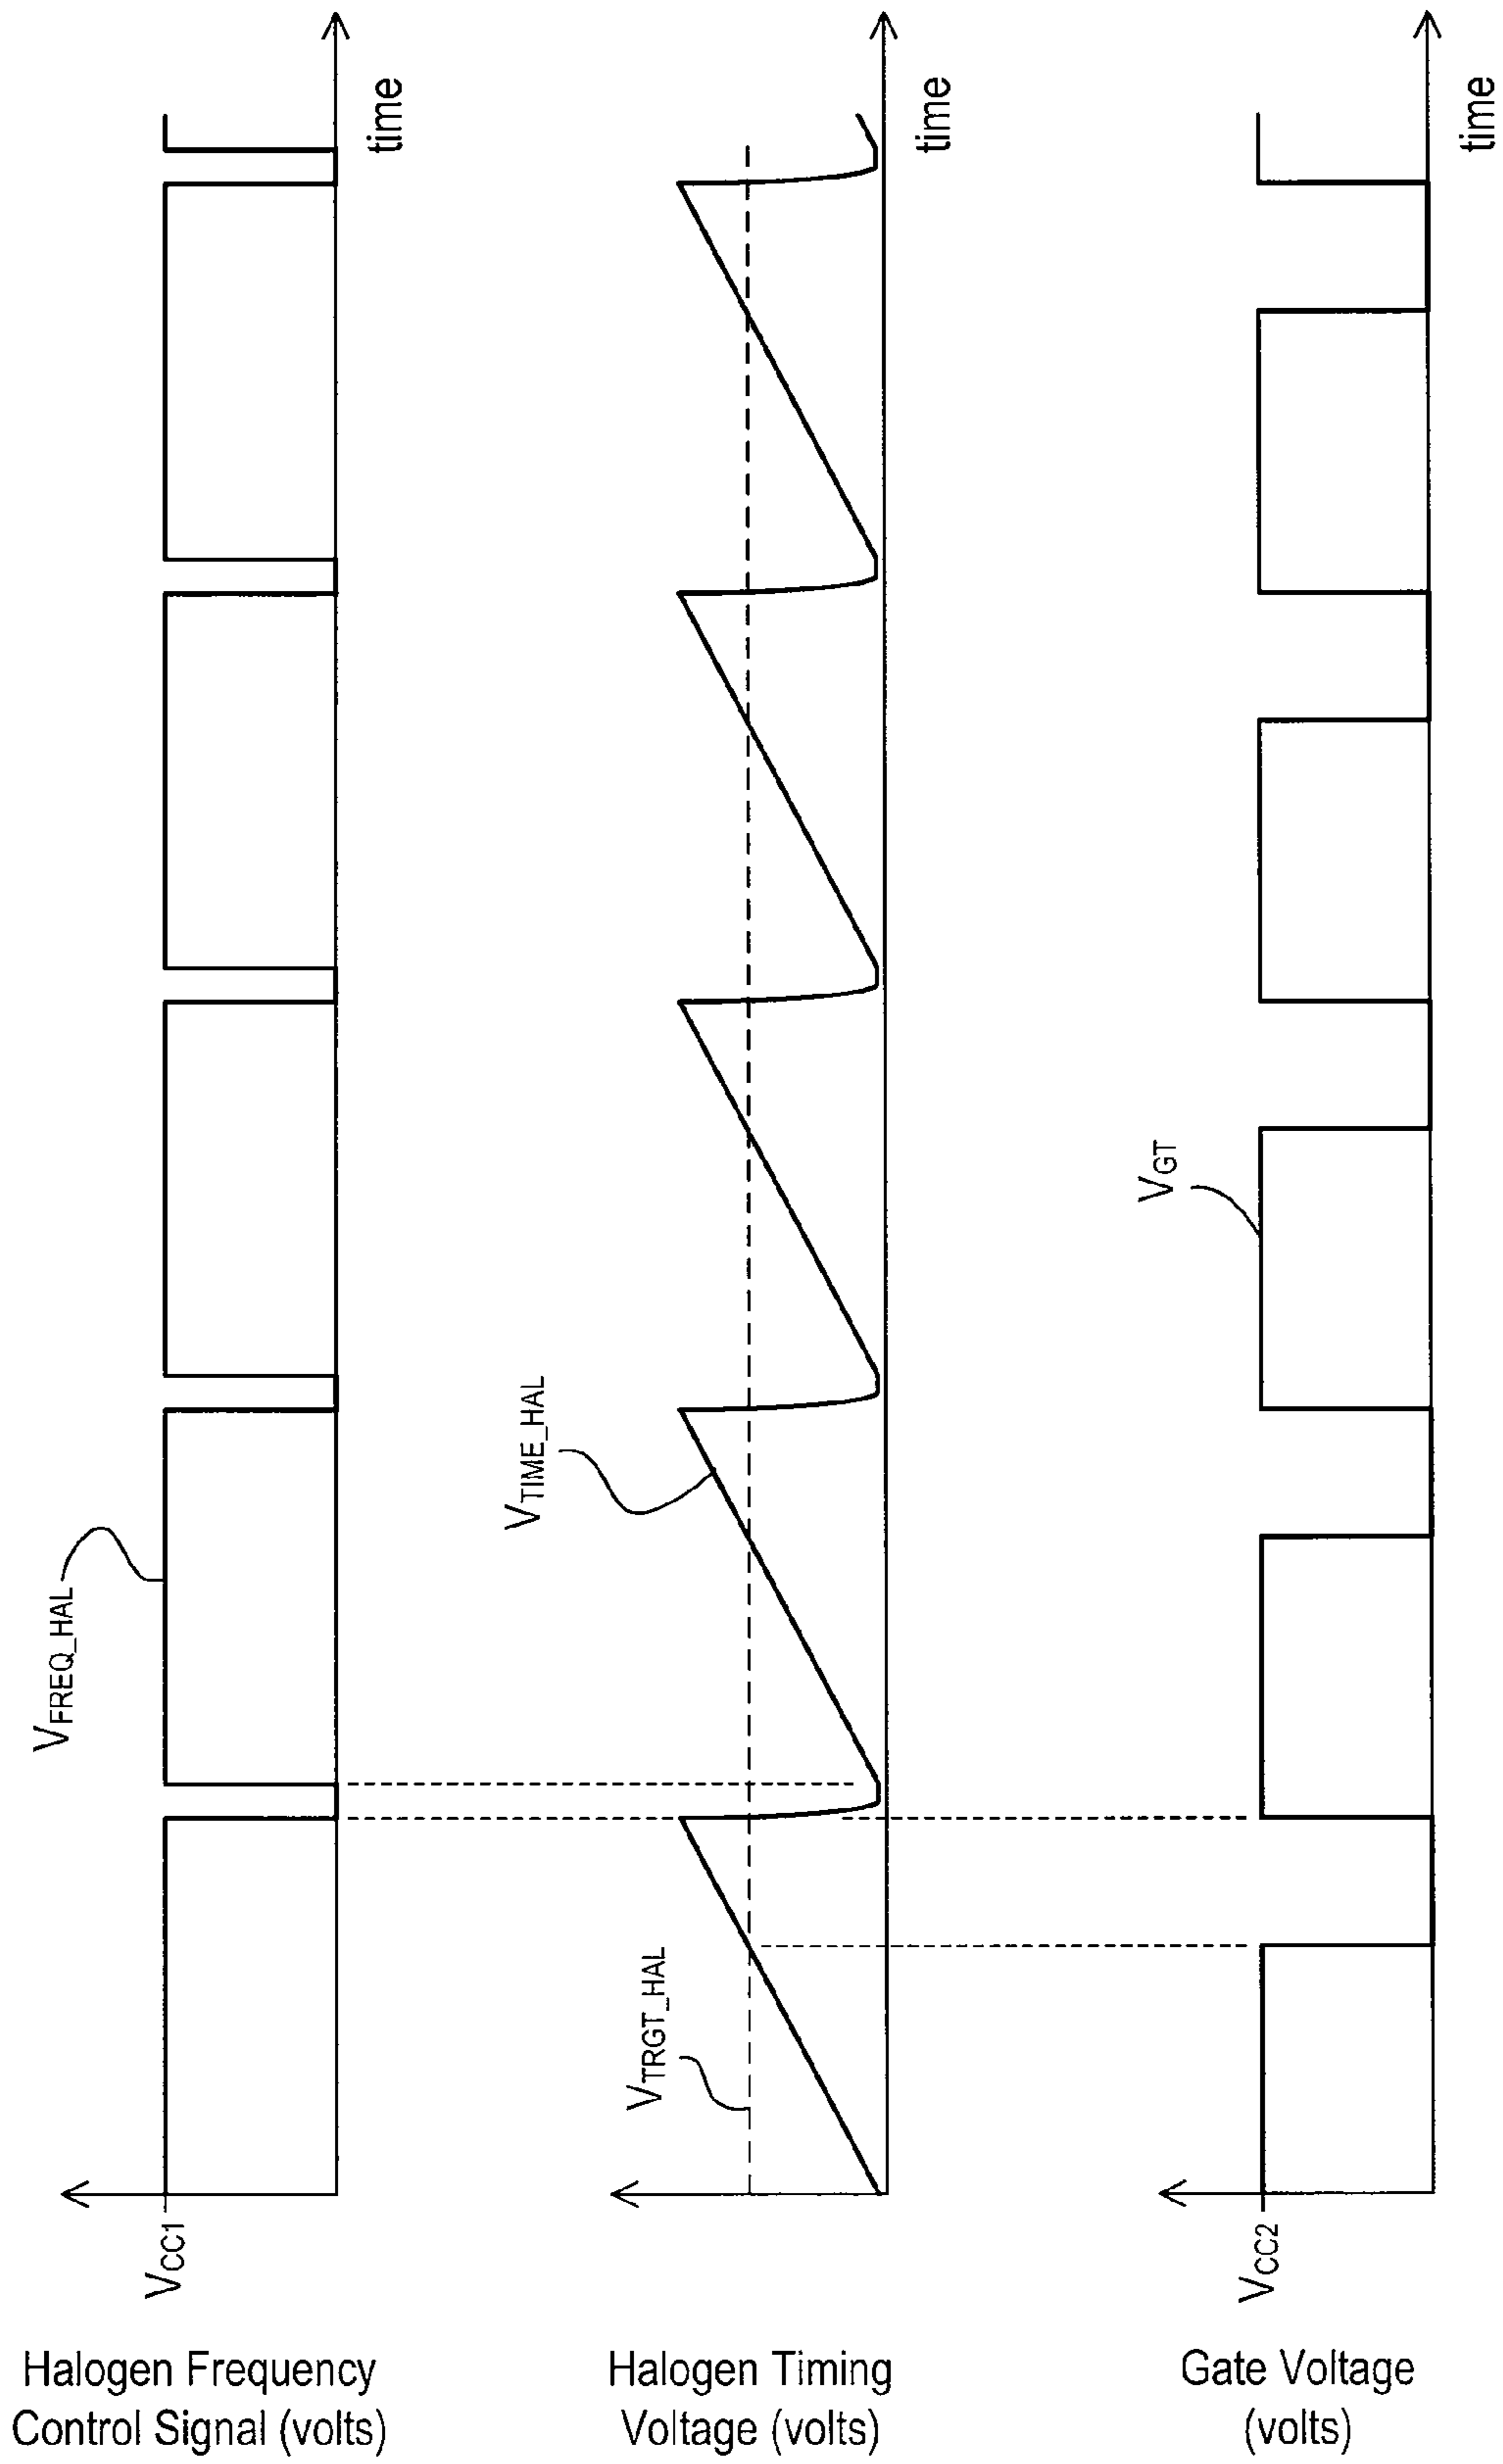 V_FREQ_HAL
V_CC1
time
Halogen Frequency
Control Signal (volts)
V_TIME_HAL
V_TRGT_HAL
time
Halogen Timing
Voltage (volts)
V_GT
V_CC2
time
Gate Voltage
(volts)